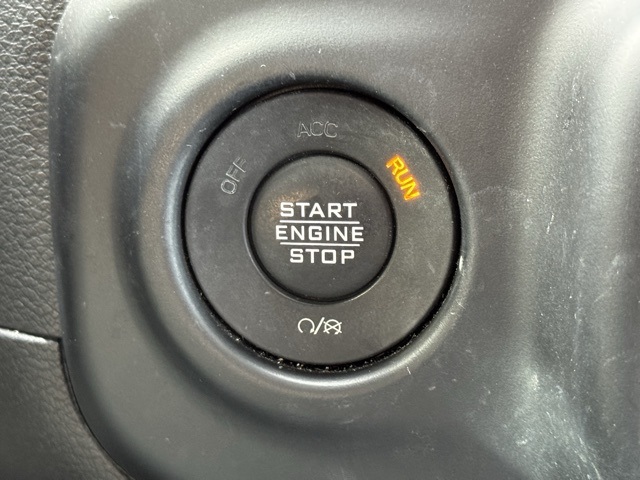 OFF
ACC
RUN
START
ENGINE
STOP